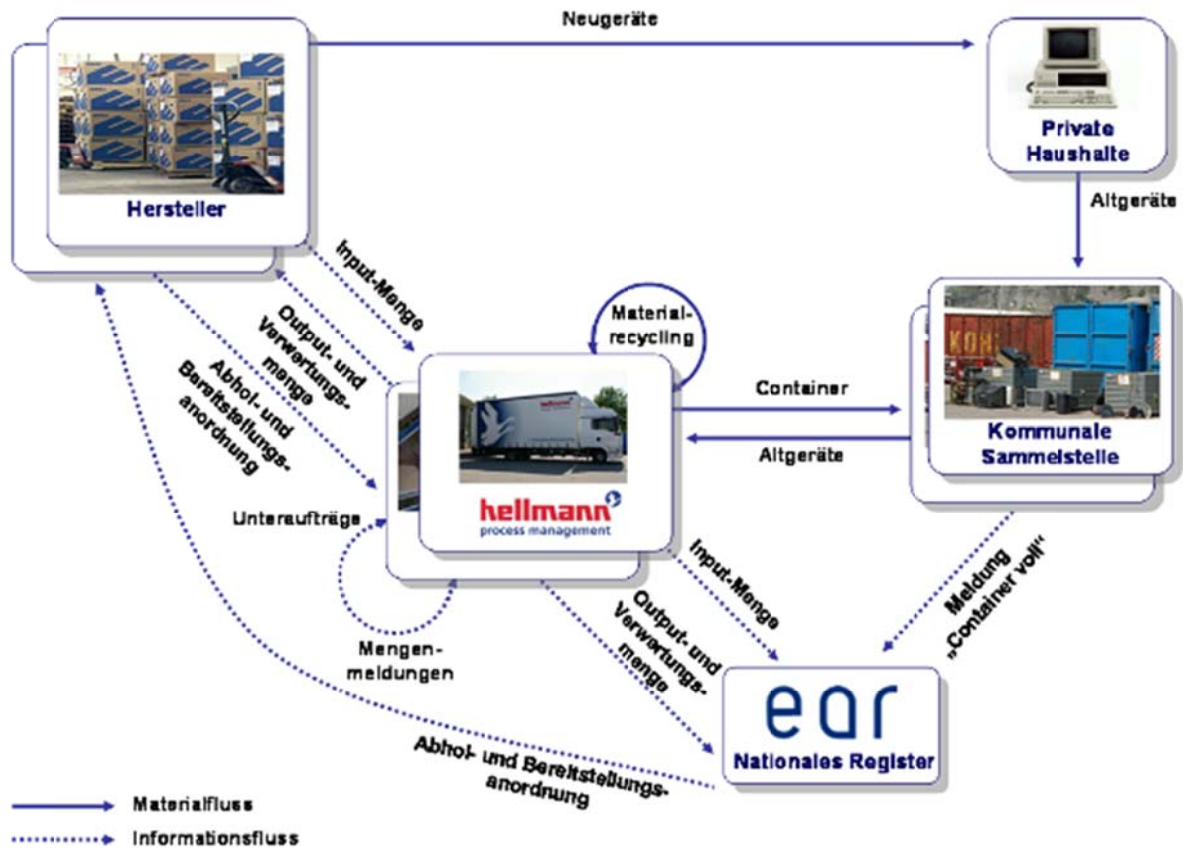 Neugeräte
Private
Haushalte
Hersteller
Altgeräte
Input-Menge
Output- und
Verwertungs-
menge
Abhol- und
Bereitstellungs-
anordnung
Material-
recycling
KOH
Container
Altgeräte
Kommunale
Sammelstelle
hellmann
hellmann
process management
Unteraufträge
Mengen-
meldungen
Input-Menge
Output- und
Verwertungs-
menge
Meldung
„Container voll“
ear
Nationales Register
Abhol- und Bereitstellungs-
anordnung
Materialfluss
Informationsfluss